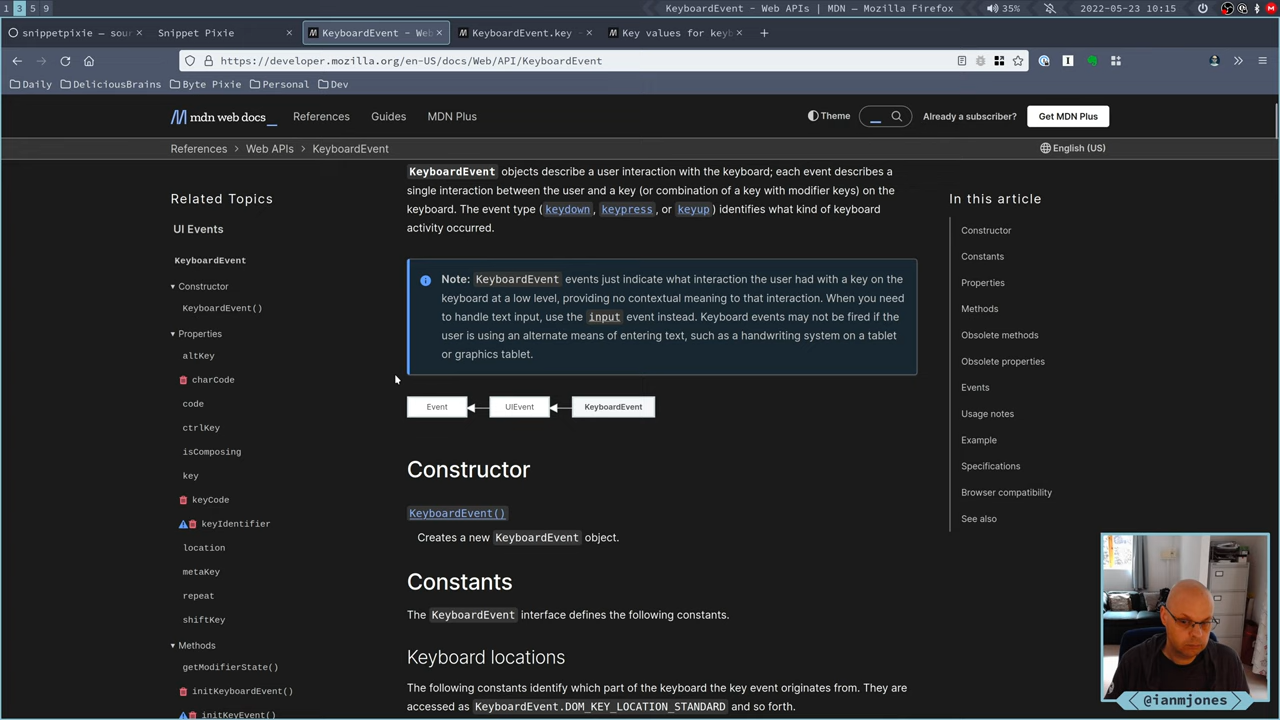 1 3 5 9
KeyboardEvent - Web APIs | MDN — Mozilla Firefox
35%
2022-05-23 10:15
snippetpixie — sour
Snippet Pixie
KeyboardEvent - Web
KeyboardEvent.key -
Key values for keyb
https://developer.mozilla.org/en-US/docs/Web/API/KeyboardEvent
Daily
DeliciousBrains
Byte Pixie
Personal
Dev
mdn web docs_
References
Guides
MDN Plus
Theme
Already a subscriber?
Get MDN Plus
References > Web APIs > KeyboardEvent
English (US)
Related Topics
UI Events
KeyboardEvent
Constructor
KeyboardEvent()
Properties
altKey
charCode
code
ctrlKey
isComposing
key
keyCode
keyIdentifier
location
metaKey
repeat
shiftKey
Methods
getModifierState()
initKeyboardEvent()
initKeyEvent()
KeyboardEvent objects describe a user interaction with the keyboard; each event describes a
single interaction between the user and a key (or combination of a key with modifier keys) on the
keyboard. The event type (keydown, keypress, or keyup) identifies what kind of keyboard
activity occurred.
Note: KeyboardEvent events just indicate what interaction the user had with a key on the
keyboard at a low level, providing no contextual meaning to that interaction. When you need
to handle text input, use the input event instead. Keyboard events may not be fired if the
user is using an alternate means of entering text, such as a handwriting system on a tablet
or graphics tablet.
Event
UIEvent
KeyboardEvent
Constructor
KeyboardEvent()
Creates a new KeyboardEvent object.
Constants
The KeyboardEvent interface defines the following constants.
Keyboard locations
The following constants identify which part of the keyboard the key event originates from. They are
accessed as KeyboardEvent.DOM_KEY_LOCATION_STANDARD and so forth.
In this article
Constructor
Constants
Properties
Methods
Obsolete methods
Obsolete properties
Events
Usage notes
Example
Specifications
Browser compatibility
See also
@ianmjones